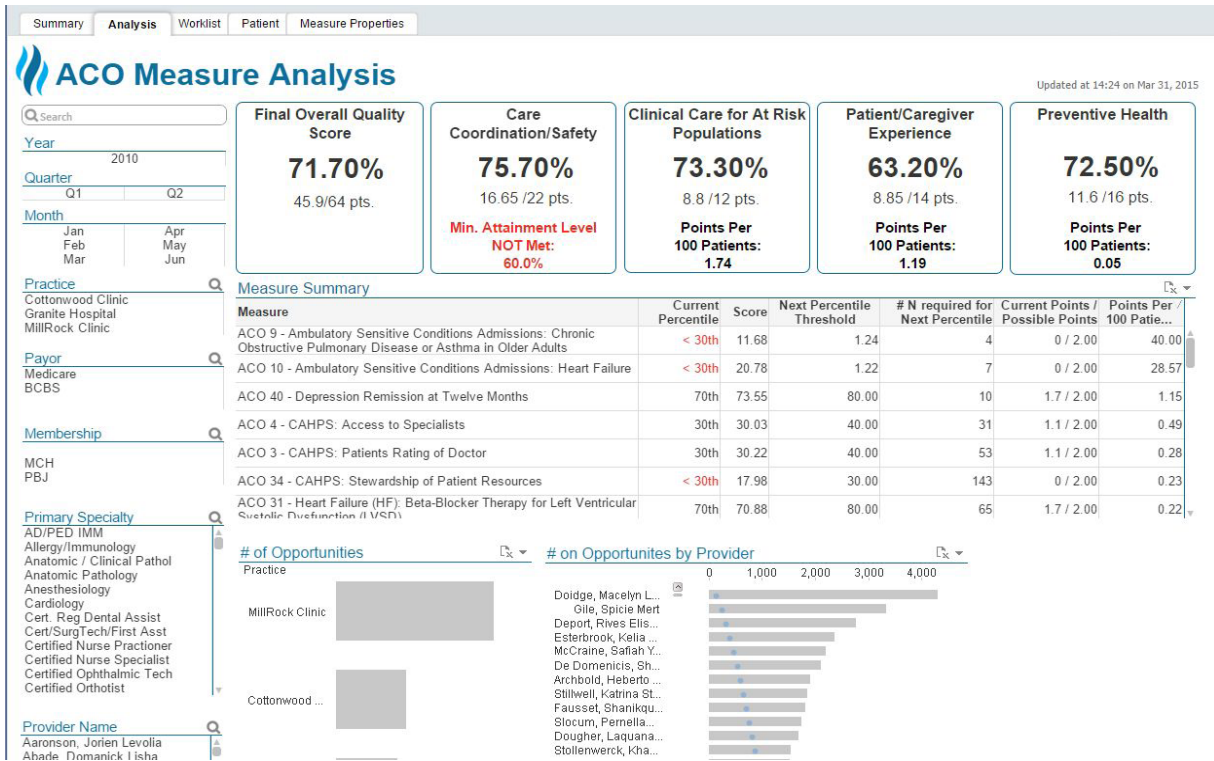 Summary Analysis Worklist Patient Measure Properties
ACO Measure Analysis
Updated at 14:24 on Mar 31, 2015
Search
Year
2010
Quarter
Q1 Q2
Month
Jan Apr
Feb May
Mar Jun
Practice
Cottonwood Clinic
Granite Hospital
MillRock Clinic
Payor
Medicare
BCBS
Membership
MCH
PBJ
Primary Specialty
AD/PED IMM
Allergy/Immunology
Anatomic / Clinical Pathol
Anatomic Pathology
Anesthesiology
Cardiology
Cert. Reg Dental Assist
Cert/SurgTech/First Asst
Certified Nurse Practioner
Certified Nurse Specialist
Certified Ophthalmic Tech
Certified Orthotist
Provider Name
Aaronson, Jorien Levolia
Abade, Domanick Lisha
Final Overall Quality
Score
71.70%
45.9/64 pts.
Care
Coordination/Safety
75.70%
16.65 /22 pts.
Min. Attainment Level
NOT Met:
60.0%
Clinical Care for At Risk
Populations
73.30%
8.8 /12 pts.
Points Per
100 Patients:
1.74
Patient/Caregiver
Experience
63.20%
8.85 /14 pts.
Points Per
100 Patients:
1.19
Preventive Health
72.50%
11.6 /16 pts.
Points Per
100 Patients:
0.05
Measure Summary
Measure Current Percentile Score Next Percentile Threshold # N required for Next Percentile Current Points / Possible Points Points Per / 100 Patie...
ACO 9 - Ambulatory Sensitive Conditions Admissions: Chronic
Obstructive Pulmonary Disease or Asthma in Older Adults < 30th 11.68 1.24 4 0 / 2.00 40.00
ACO 10 - Ambulatory Sensitive Conditions Admissions: Heart Failure < 30th 20.78 1.22 7 0 / 2.00 28.57
ACO 40 - Depression Remission at Twelve Months 70th 73.55 80.00 10 1.7 / 2.00 1.15
ACO 4 - CAHPS: Access to Specialists 30th 30.03 40.00 31 1.1 / 2.00 0.49
ACO 3 - CAHPS: Patients Rating of Doctor 30th 30.22 40.00 53 1.1 / 2.00 0.28
ACO 34 - CAHPS: Stewardship of Patient Resources < 30th 17.98 30.00 143 0 / 2.00 0.23
ACO 31 - Heart Failure (HF): Beta-Blocker Therapy for Left Ventricular
Systolic Dysfunction (LVSD) 70th 70.88 80.00 65 1.7 / 2.00 0.22
# of Opportunities
Practice
MillRock Clinic
Cottonwood ...
# on Opportunites by Provider
0 1,000 2,000 3,000 4,000
Doidge, Macelyn L...
Gile, Spicie Mert
Deport, Rives Elis...
Esterbrook, Kelia ...
McCraine, Safiah Y...
De Domenicis, Sh...
Archbold, Heberto ...
Stillwell, Katrina St...
Fausset, Shanikqu...
Slocum, Pernella...
Dougher, Laquana...
Stollenwerck, Kha...